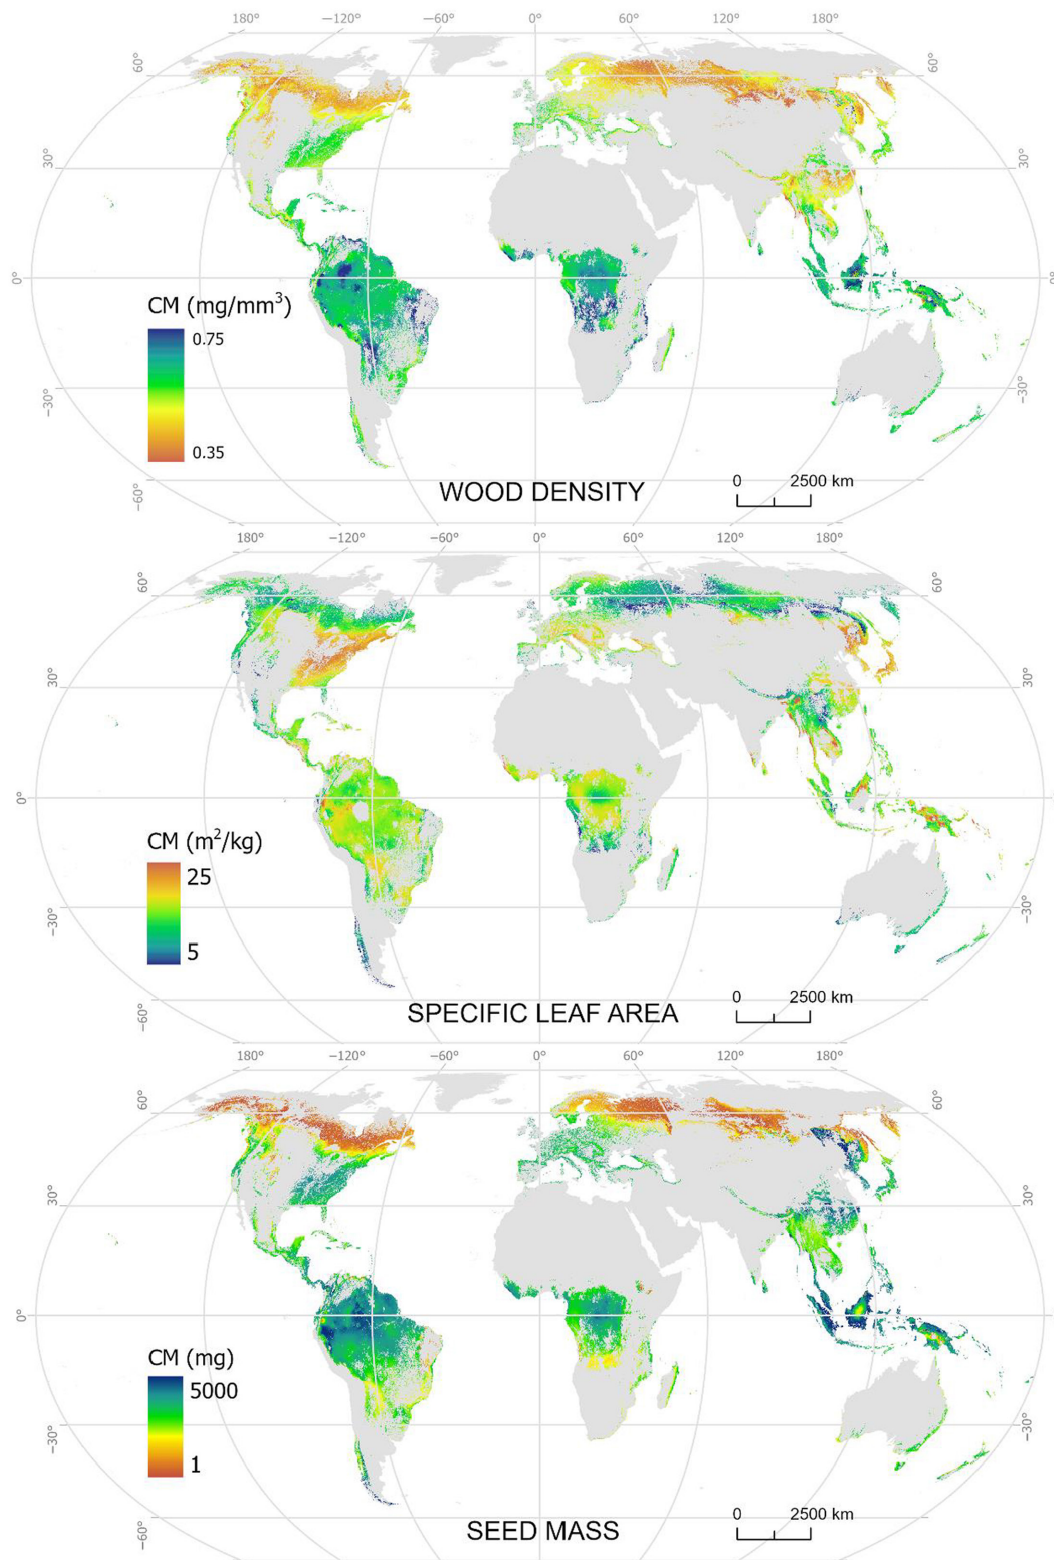 180° −120° −60° 0° 60° 120° 180°
60° 60°
30° 30°
0° 0°
CM (mg/mm³)
0.75
−30° −30°
0.35
−60°
WOOD DENSITY
0 2500 km
180° −120° −60° 0° 60° 120° 180°
60° 60°
30° 30°
0° 0°
CM (m²/kg)
25
−30° −30°
5
−60°
SPECIFIC LEAF AREA
0 2500 km
180° −120° −60° 0° 60° 120° 180°
60° 60°
30° 30°
0° 0°
CM (mg)
5000
−30° −30°
1
−60°
SEED MASS
0 2500 km